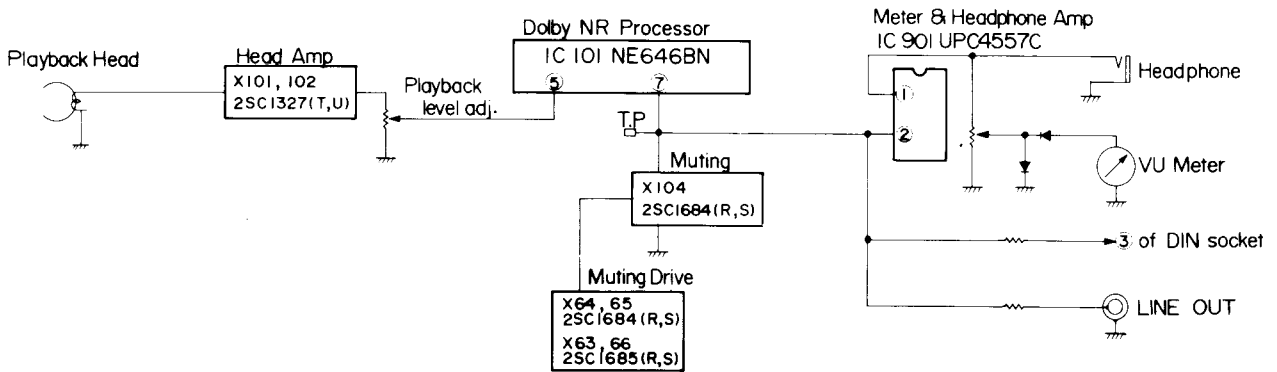 Playback Head
Head Amp
X101, 102
2SC1327(T,U)
Playback
level adj.
Dolby NR Processor
IC 101 NE646BN
5
7
T.P
Muting
X104
2SC1684(R,S)
Muting Drive
X64, 65
2SC1684(R,S)
X63, 66
2SC1685(R,S)
Meter & Headphone Amp
IC 901 UPC4557C
1
2
Headphone
VU Meter
3 of DIN socket
LINE OUT